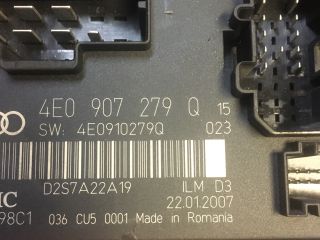 4E0 907 279 Q 15
SW: 4E0910279Q 023
D2S7A22A19 ILM D3
22.01.2007
98C1 036 CU5 0001 Made in Romania